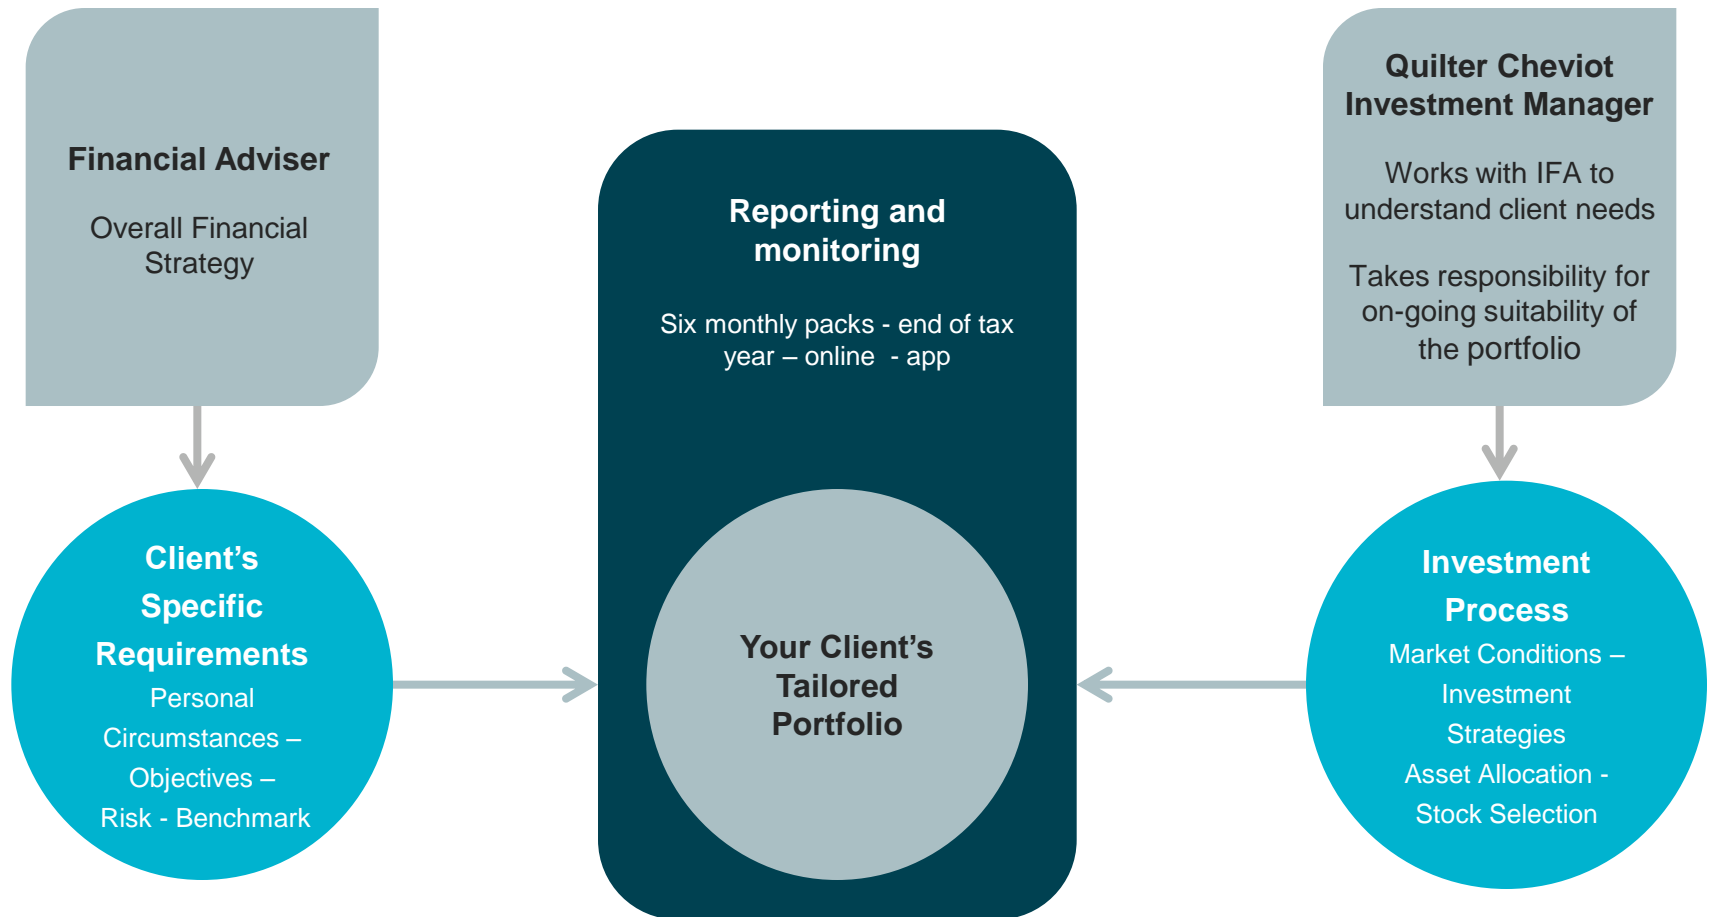 Financial Adviser
Overall Financial
Strategy
Client’s
Specific
Requirements
Personal
Circumstances –
Objectives –
Risk - Benchmark
Reporting and
monitoring
Six monthly packs - end of tax
year – online  - app
Your Client’s
Tailored
Portfolio
Quilter Cheviot
Investment Manager
Works with IFA to
understand client needs
Takes responsibility for
on-going suitability of
the portfolio
Investment
Process
Market Conditions –
Investment
Strategies
Asset Allocation -
Stock Selection